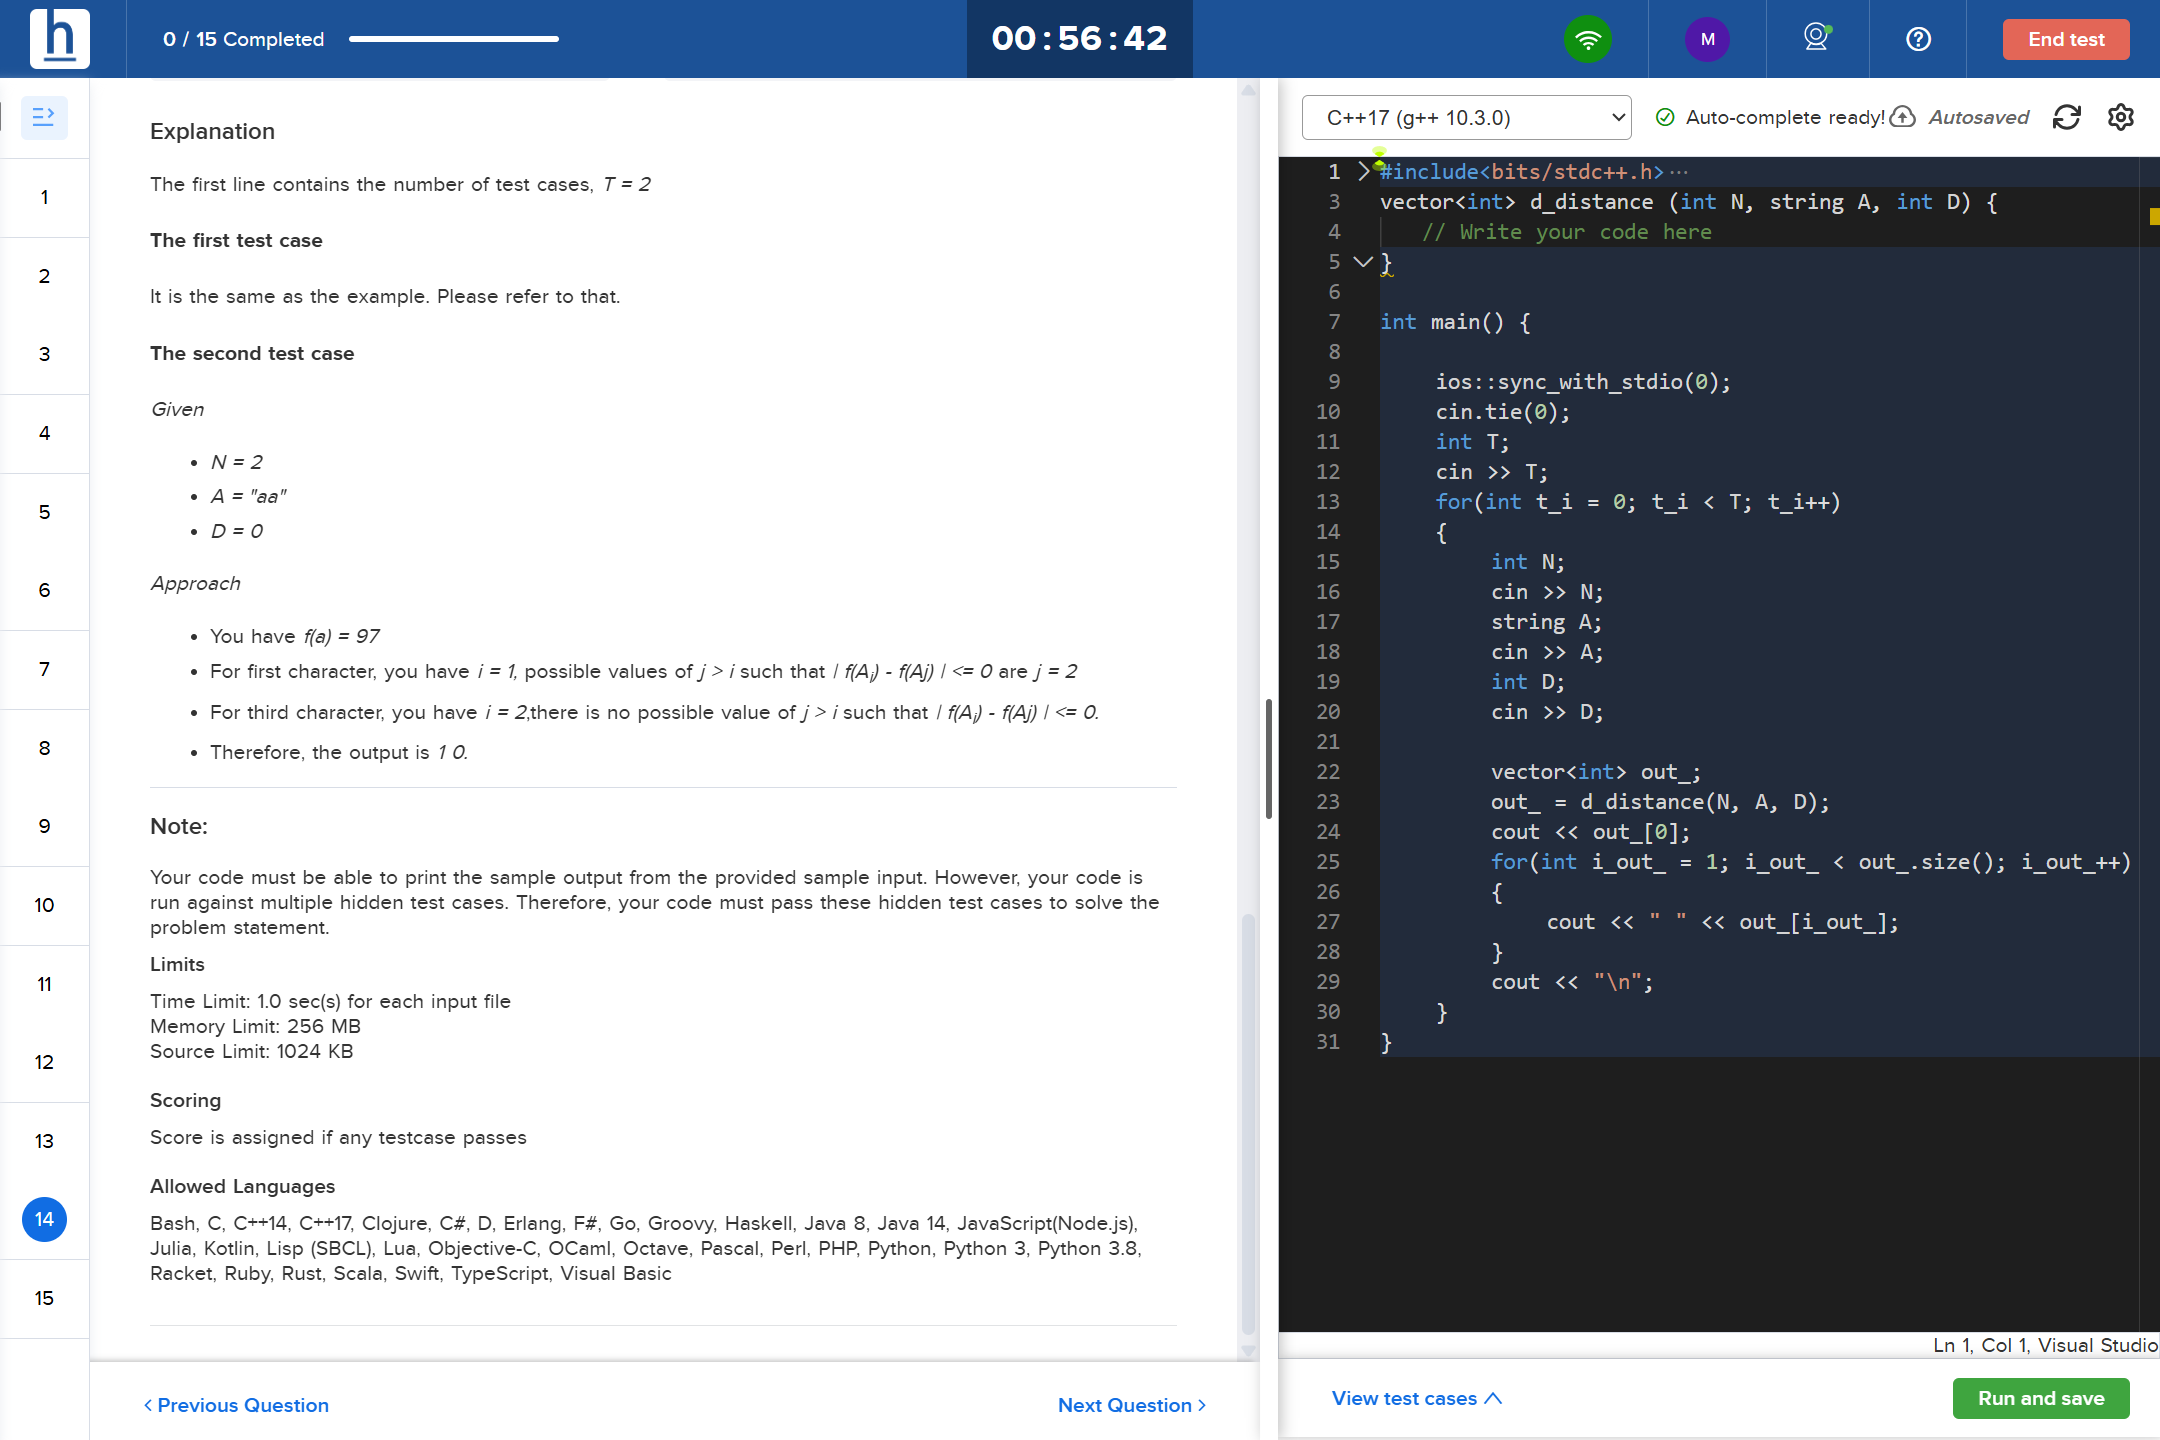 h
0 / 15 Completed
00:56:42
M
End test
1
2
3
4
5
6
7
8
9
10
11
12
13
14
15
Explanation
The first line contains the number of test cases, T = 2
The first test case
It is the same as the example. Please refer to that.
The second test case
Given
• N = 2
• A = "aa"
• D = 0
Approach
• You have f(a) = 97
• For first character, you have i = 1, possible values of j > i such that | f(Ai) - f(Aj) | <= 0 are j = 2
• For third character, you have i = 2,there is no possible value of j > i such that | f(Ai) - f(Aj) | <= 0.
• Therefore, the output is 1 0.
Note:
Your code must be able to print the sample output from the provided sample input. However, your code is
run against multiple hidden test cases. Therefore, your code must pass these hidden test cases to solve the
problem statement.
Limits
Time Limit: 1.0 sec(s) for each input file
Memory Limit: 256 MB
Source Limit: 1024 KB
Scoring
Score is assigned if any testcase passes
Allowed Languages
Bash, C, C++14, C++17, Clojure, C#, D, Erlang, F#, Go, Groovy, Haskell, Java 8, Java 14, JavaScript(Node.js),
Julia, Kotlin, Lisp (SBCL), Lua, Objective-C, OCaml, Octave, Pascal, Perl, PHP, Python, Python 3, Python 3.8,
Racket, Ruby, Rust, Scala, Swift, TypeScript, Visual Basic
< Previous Question
Next Question >
C++17 (g++ 10.3.0)
Auto-complete ready!
Autosaved
1 #include<bits/stdc++.h>···
3 vector<int> d_distance (int N, string A, int D) {
4 // Write your code here
5 }
6
7 int main() {
8
9 ios::sync_with_stdio(0);
10 cin.tie(0);
11 int T;
12 cin >> T;
13 for(int t_i = 0; t_i < T; t_i++)
14 {
15 int N;
16 cin >> N;
17 string A;
18 cin >> A;
19 int D;
20 cin >> D;
21
22 vector<int> out_;
23 out_ = d_distance(N, A, D);
24 cout << out_[0];
25 for(int i_out_ = 1; i_out_ < out_.size(); i_out_++)
26 {
27 cout << " " << out_[i_out_];
28 }
29 cout << "\n";
30 }
31 }
Ln 1, Col 1, Visual Studio
View test cases
Run and save